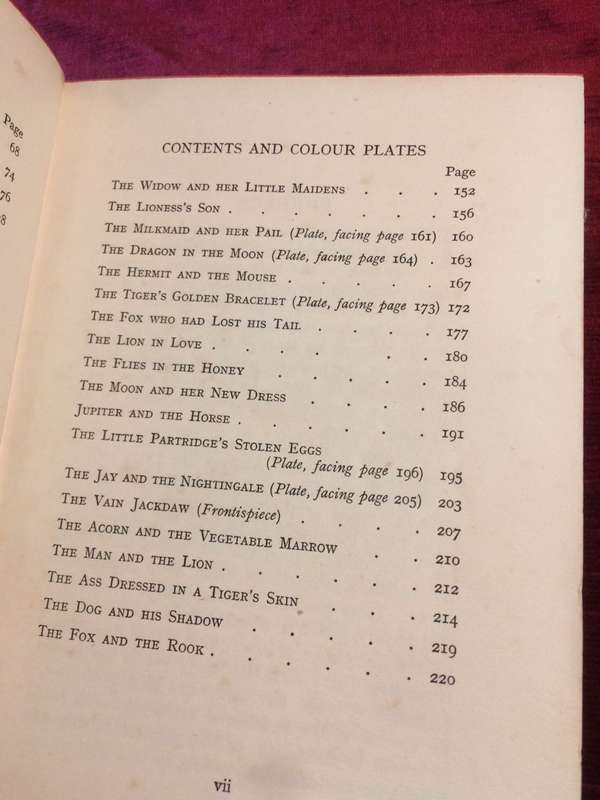 Page
68
74
76
CONTENTS AND COLOUR PLATES
Page
THE WIDOW AND HER LITTLE MAIDENS . . . 152
THE LIONESS'S SON . . . . . . . 156
THE MILKMAID AND HER PAIL (Plate, facing page 161) 160
THE DRAGON IN THE MOON (Plate, facing page 164) . 163
THE HERMIT AND THE MOUSE . . . . . 167
THE TIGER'S GOLDEN BRACELET (Plate, facing page 173) 172
THE FOX WHO HAD LOST HIS TAIL . . . . 177
THE LION IN LOVE . . . . . . 180
THE FLIES IN THE HONEY . . . . . 184
THE MOON AND HER NEW DRESS . . . . 186
JUPITER AND THE HORSE . . . . . . 191
THE LITTLE PARTRIDGE'S STOLEN EGGS
(Plate, facing page 196) 195
THE JAY AND THE NIGHTINGALE (Plate, facing page 205) 203
THE VAIN JACKDAW (Frontispiece) . . . . 207
THE ACORN AND THE VEGETABLE MARROW . . 210
THE MAN AND THE LION . . . . . . 212
THE ASS DRESSED IN A TIGER'S SKIN . . . 214
THE DOG AND HIS SHADOW . . . . . 219
THE FOX AND THE ROOK . . . . . . 220
vii